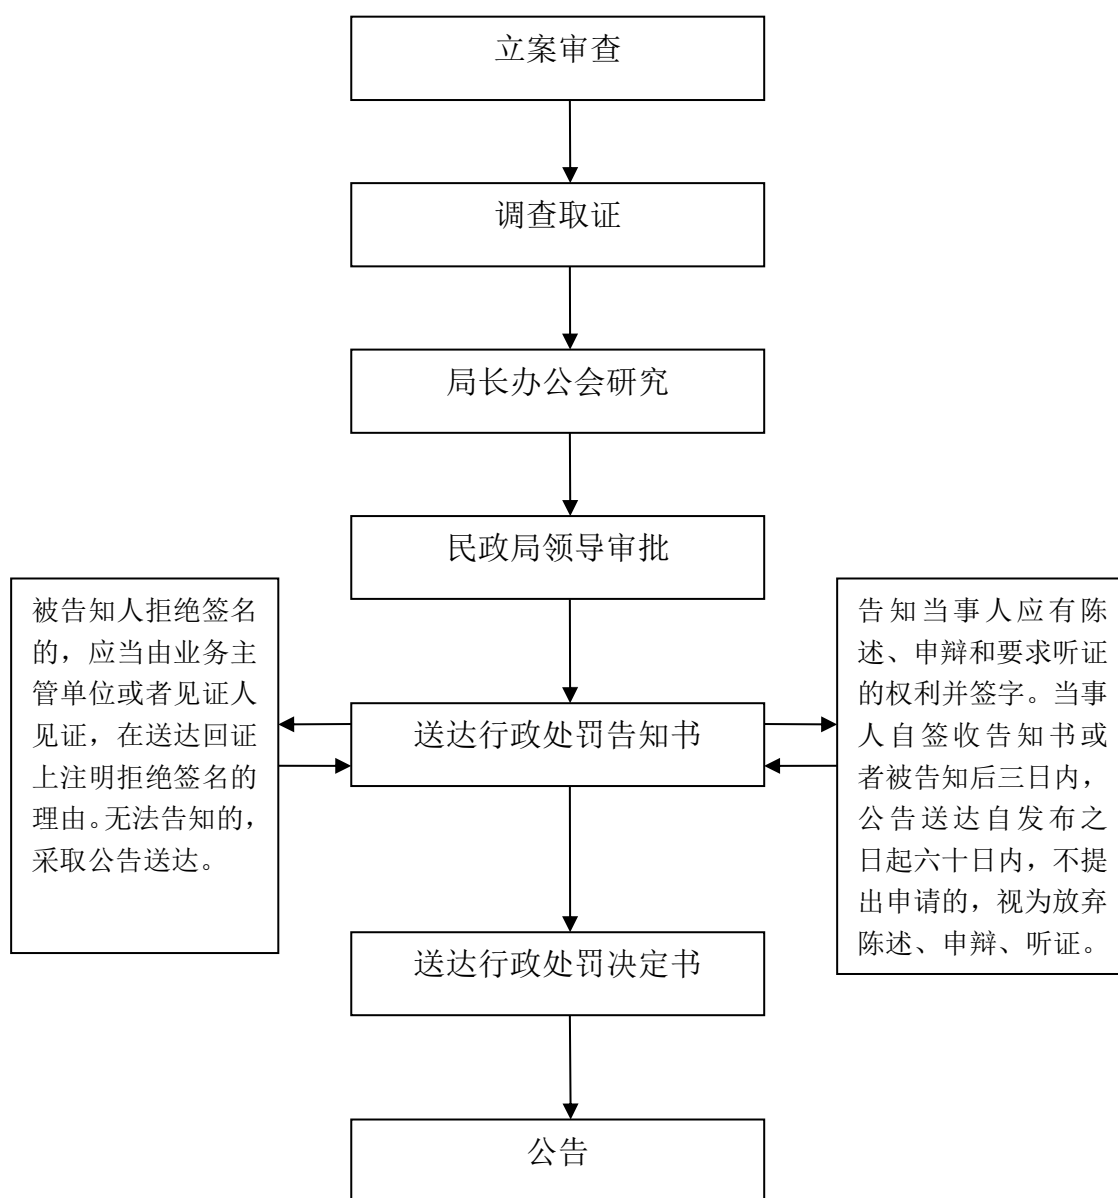 立案审查
调查取证
局长办公会研究
民政局领导审批
被告知人拒绝签名
的，应当由业务主
管单位或者见证人
见证，在送达回证
上注明拒绝签名的
理由。无法告知的，
采取公告送达。
送达行政处罚告知书
告知当事人应有陈
述、申辩和要求听证
的权利并签字。当事
人自签收告知书或
者被告知后三日内，
公告送达自发布之
日起六十日内，不提
出申请的，视为放弃
陈述、申辩、听证。
送达行政处罚决定书
公告